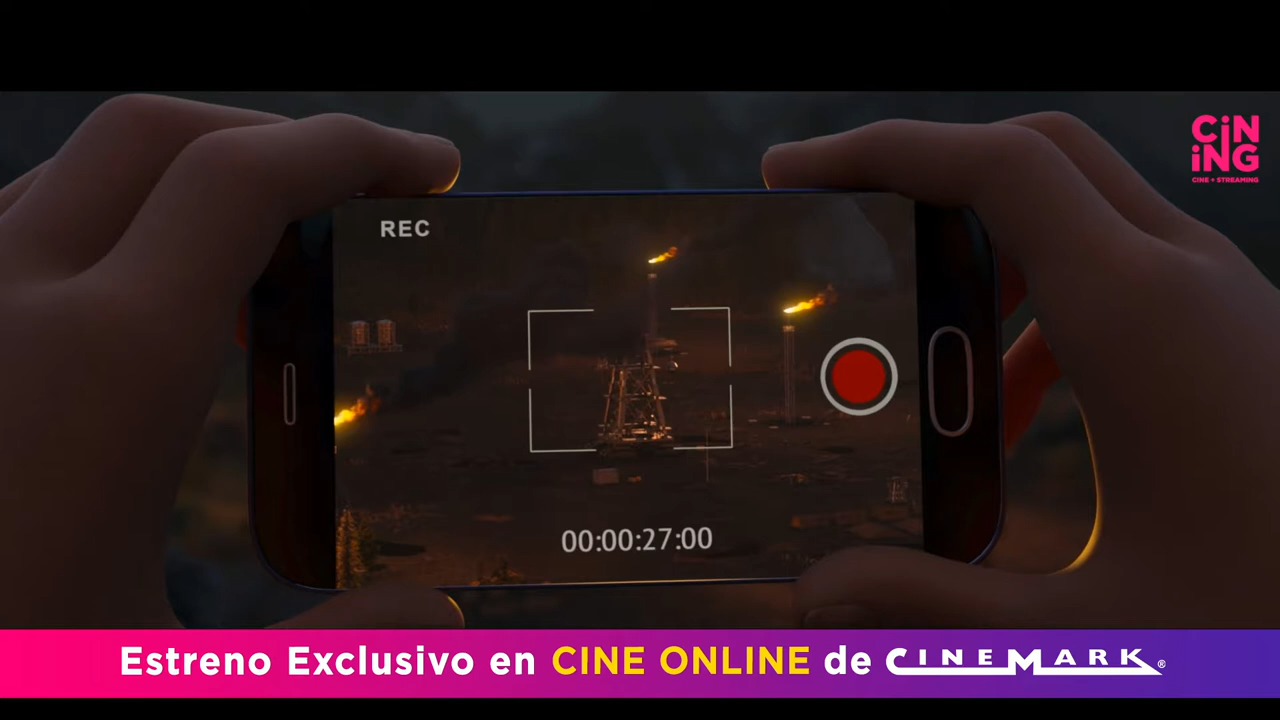 CiN
iNG
CINE + STREAMING
REC
00:00:27:00
Estreno Exclusivo en CINE ONLINE de CINEMARK®